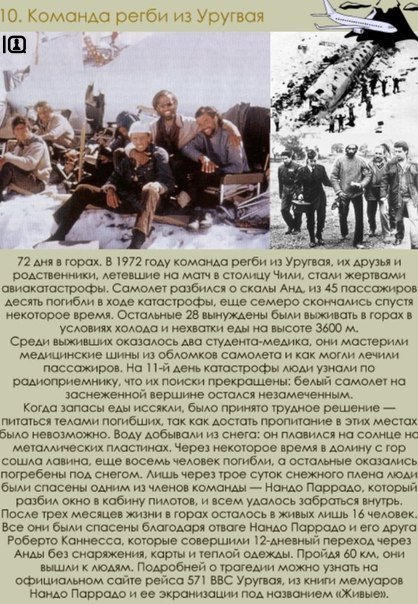 10. Команда регби из Уругвая
72 дня в горах. В 1972 году команда регби из Уругвая, их друзья и
родственники, летевшие на матч в столицу Чили, стали жертвами
авиакатастрофы. Самолет разбился о скалы Анд, из 45 пассажиров
десять погибли в ходе катастрофы, еще семеро скончались спустя
некоторое время. Остальные 28 вынуждены были выживать в горах в
условиях холода и нехватки еды на высоте 3600 м.
Среди выживших оказалось два студента-медика, они мастерили
медицинские шины из обломков самолета и как могли лечили
пассажиров. На 11-й день катастрофы люди узнали по
радиоприемнику, что их поиски прекращены: белый самолет на
заснеженной вершине остался незамеченным.
Когда запасы еды иссякли, было принято трудное решение —
питаться телами погибших, так как достать пропитание в этих местах
было невозможно. Воду добывали из снега: он плавился на солнце на
металлических пластинах. Через некоторое время в долину с гор
сошла лавина, еще восемь человек погибли, а остальные оказались
погребены под снегом. Лишь через трое суток снежного плена люди
были спасены одним из членов команды — Нандо Паррадо, который
разбил окно в кабину пилотов, и всем удалось забраться внутрь.
После трех месяцев жизни в горах осталось в живых лишь 16 человек.
Все они были спасены благодаря отваге Нандо Паррадо и его друга
Роберто Каннесса, которые совершили 12-дневный переход через
Анды без снаряжения, карты и теплой одежды. Пройдя 60 км, они
вышли к людям. Подробней о трагедии можно узнать на
официальном сайте рейса 571 ВВС Уругвая, из книги мемуаров
Нандо Паррадо и ее экранизации под названием «Живые».